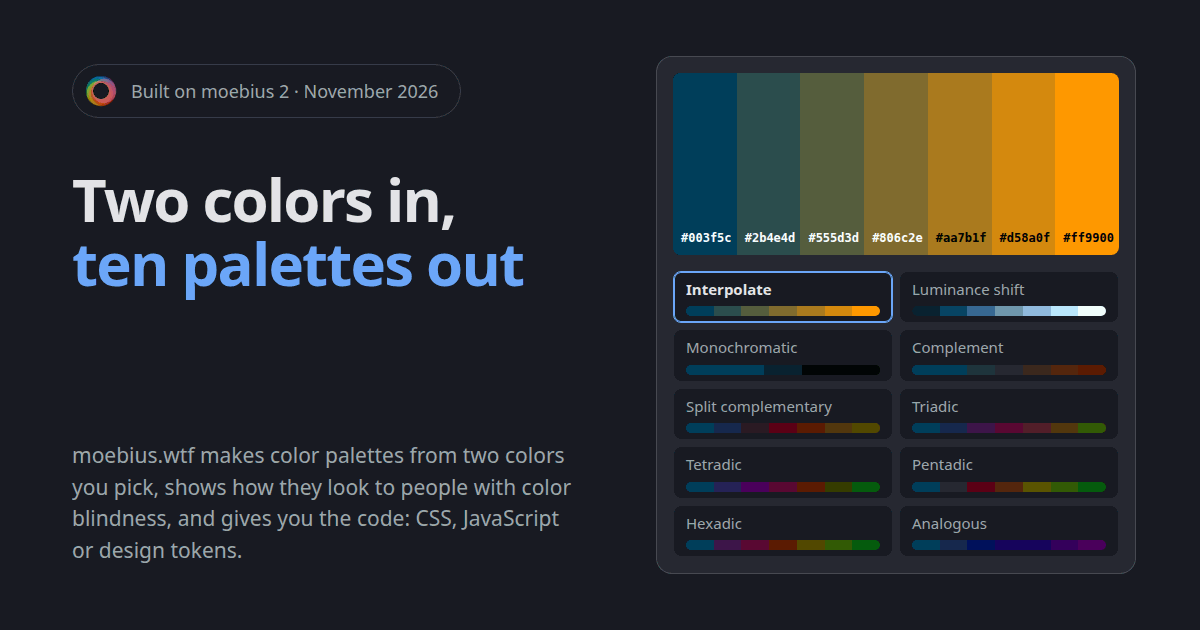 Built on moebius 2 · November 2026
Two colors in,
ten palettes out
moebius.wtf makes color palettes from two colors
you pick, shows how they look to people with color
blindness, and gives you the code: CSS, JavaScript
or design tokens.
#003f5c #2b4e4d #555d3d #806c2e #aa7b1f #d58a0f #ff9900
Interpolate
Luminance shift
Monochromatic
Complement
Split complementary
Triadic
Tetradic
Pentadic
Hexadic
Analogous